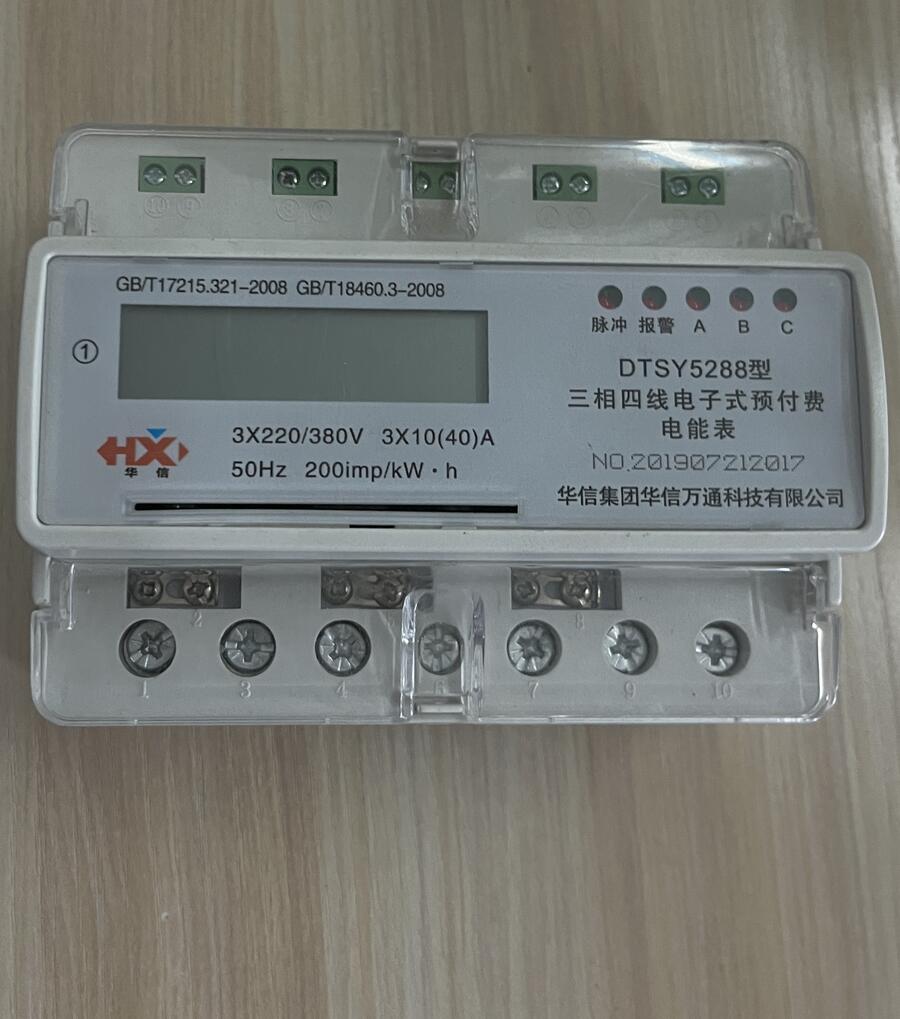 GB/T17215.321-2008 GB/T18460.3-2008
脉冲 报警 A B C
①
DTSY5288型
三相四线电子式预付费
电能表
HX
华信
3X220/380V 3X10(40)A
50Hz 200imp/kW·h
NO.201907212017
华信集团华信万通科技有限公司
2 8
1 3 4 6 7 9 10